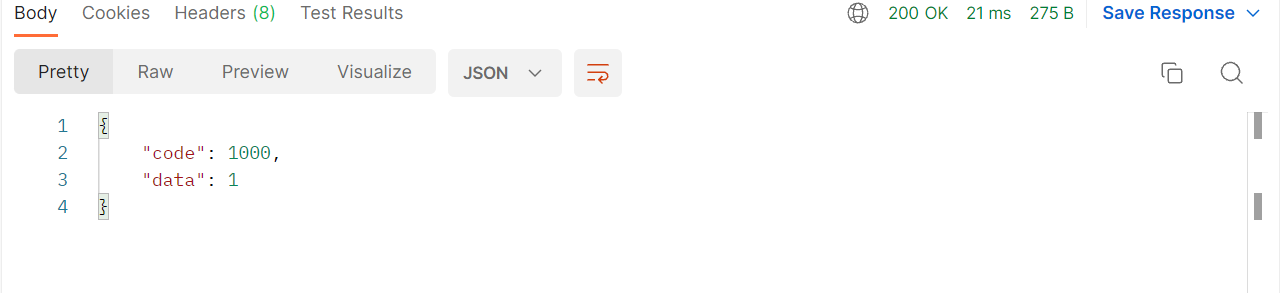 Body Cookies Headers (8) Test Results 200 OK 21 ms 275 B Save Response
Pretty Raw Preview Visualize JSON
1 {
2 "code": 1000,
3 "data": 1
4 }